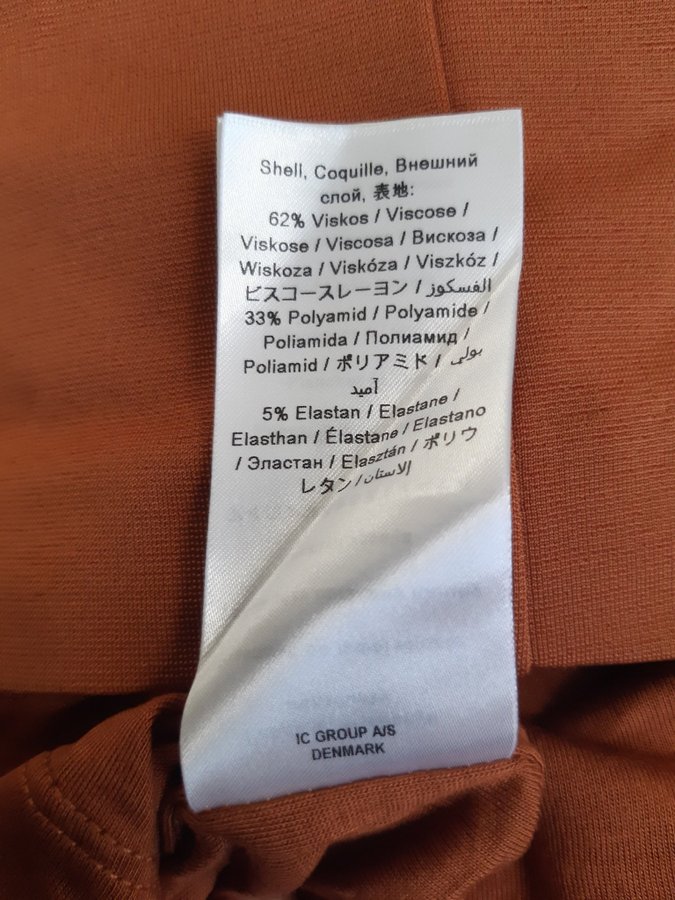 Shell, Coquille, Внешний
слой, 表地:
62% Viskos / Viscose /
Viskose / Viscosa / Вискоза /
Wiskoza / Viskóza / Viszkóz /
ビスコースレーヨン / الفسكوز
33% Polyamid / Polyamide /
Poliamida / Полиамид /
Poliamid / ポリアミド / بولي
آميد
5% Elastan / Elastane /
Elasthan / Élastane / Elastano
/ Эластан / Elasztán / ポリウ
レタン / الاستان
IC GROUP A/S
DENMARK